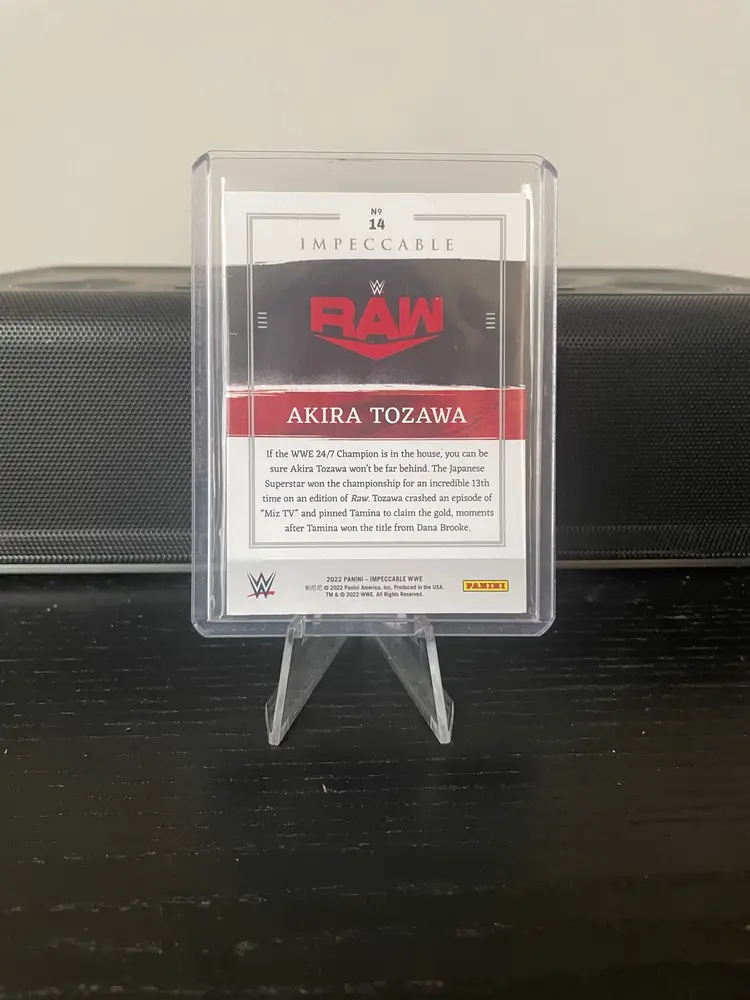 Nº
14
IMPECCABLE
W
RAW
AKIRA TOZAWA
If the WWE 24/7 Champion is in the house, you can be
sure Akira Tozawa won't be far behind. The Japanese
Superstar won the championship for an incredible 13th
time on an edition of Raw. Tozawa crashed an episode of
“Miz TV” and pinned Tamina to claim the gold, moments
after Tamina won the title from Dana Brooke.
W
2022 PANINI – IMPECCABLE WWE
© 2022 Panini America, Inc. Produced in the USA.
TM & © 2022 WWE. All Rights Reserved.
PANINI